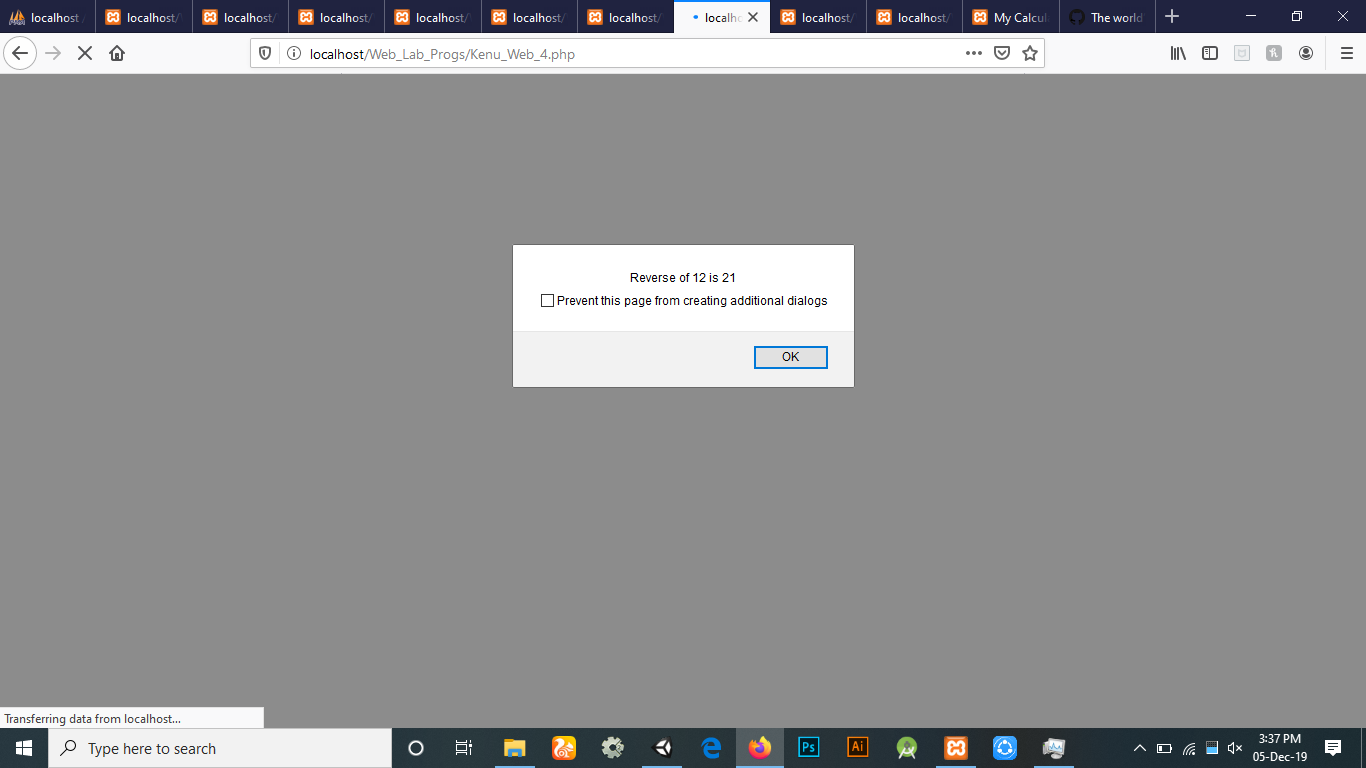 localhost
localhost/
localhost/
localhost/
localhost/
localhost/
localhost/
localho
localhost/
localhost/
My Calcul
The world
localhost/Web_Lab_Progs/Kenu_Web_4.php
Reverse of 12 is 21
Prevent this page from creating additional dialogs
OK
Transferring data from localhost...
Type here to search
Ps
Ai
3:37 PM
05-Dec-19